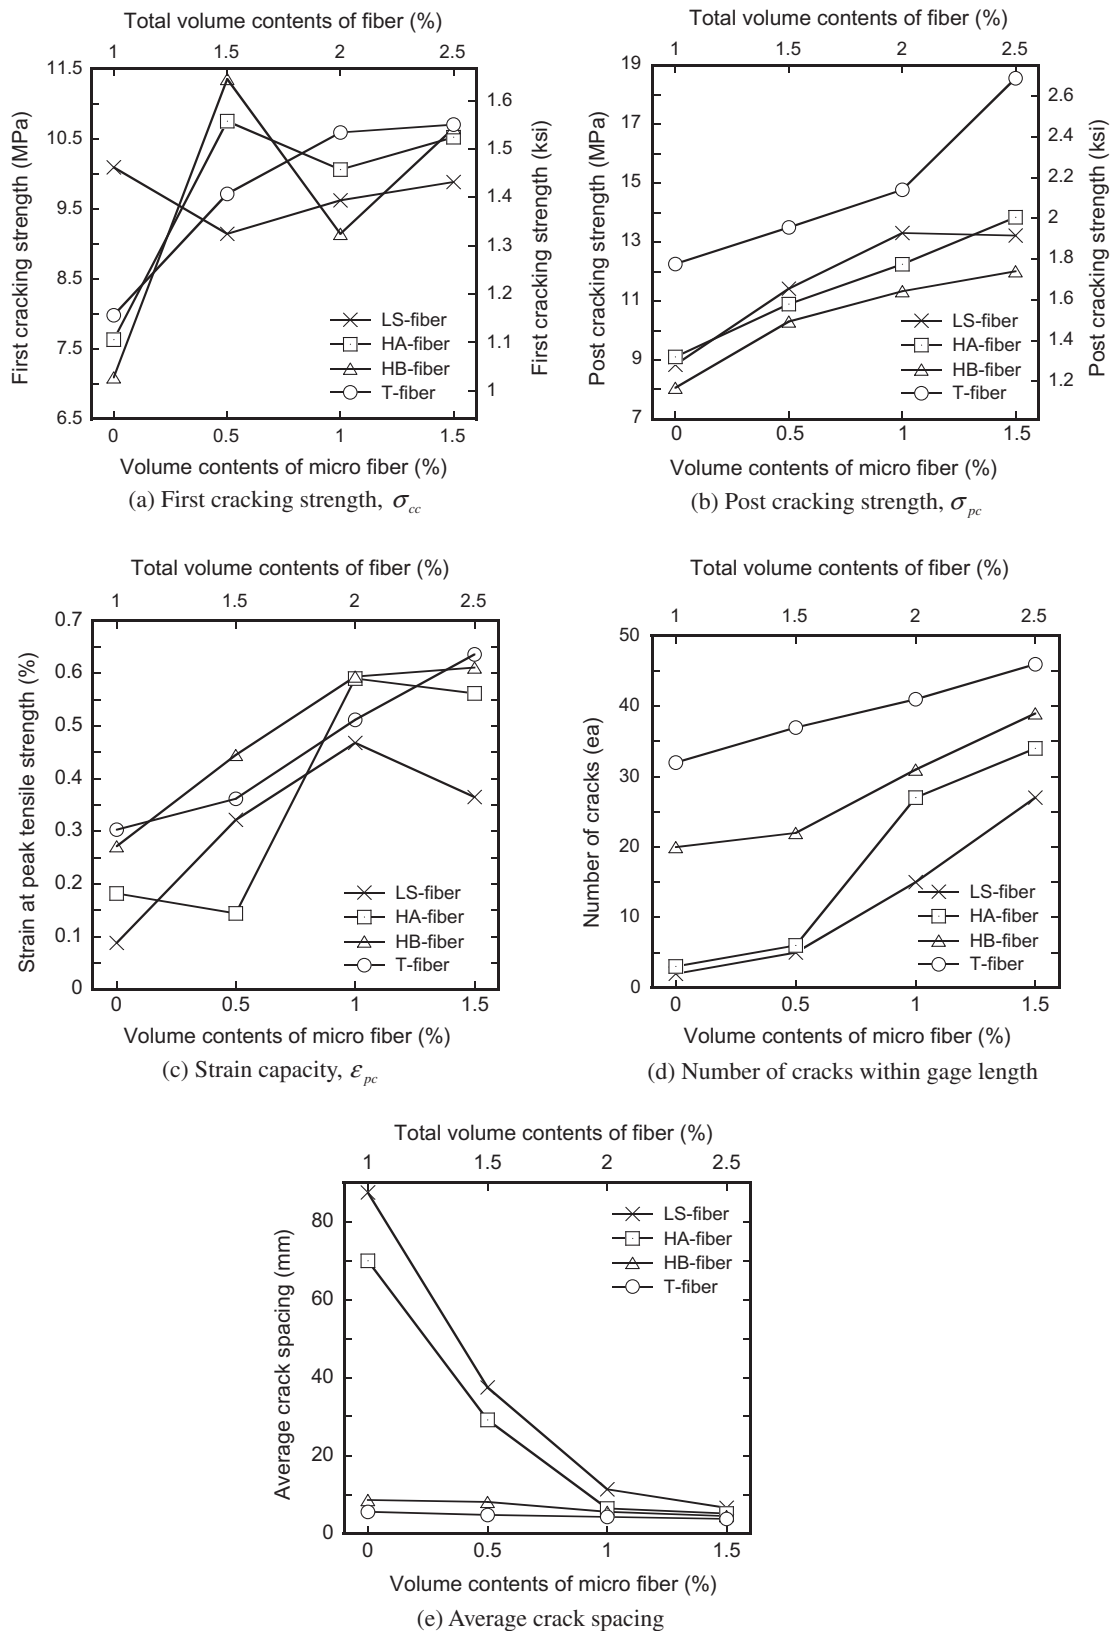 Total volume contents of fiber (%)
1 1.5 2 2.5
11.5
10.5
9.5
8.5
7.5
6.5
First cracking strength (MPa)
1.6
1.5
1.4
1.3
1.2
1.1
1
First cracking strength (ksi)
LS-fiber
HA-fiber
HB-fiber
T-fiber
0 0.5 1 1.5
Volume contents of micro fiber (%)
(a) First cracking strength, σcc
Total volume contents of fiber (%)
1 1.5 2 2.5
19
17
15
13
11
9
7
Post cracking strength (MPa)
2.6
2.4
2.2
2
1.8
1.6
1.4
1.2
Post cracking strength (ksi)
LS-fiber
HA-fiber
HB-fiber
T-fiber
0 0.5 1 1.5
Volume contents of micro fiber (%)
(b) Post cracking strength, σpc
Total volume contents of fiber (%)
1 1.5 2 2.5
0.7
0.6
0.5
0.4
0.3
0.2
0.1
0
Strain at peak tensile strength (%)
LS-fiber
HA-fiber
HB-fiber
T-fiber
0 0.5 1 1.5
Volume contents of micro fiber (%)
(c) Strain capacity, εpc
Total volume contents of fiber (%)
1 1.5 2 2.5
50
40
30
20
10
0
Number of cracks (ea)
LS-fiber
HA-fiber
HB-fiber
T-fiber
0 0.5 1 1.5
Volume contents of micro fiber (%)
(d) Number of cracks within gage length
Total volume contents of fiber (%)
1 1.5 2 2.5
80
60
40
20
0
Average crack spacing (mm)
LS-fiber
HA-fiber
HB-fiber
T-fiber
0 0.5 1 1.5
Volume contents of micro fiber (%)
(e) Average crack spacing